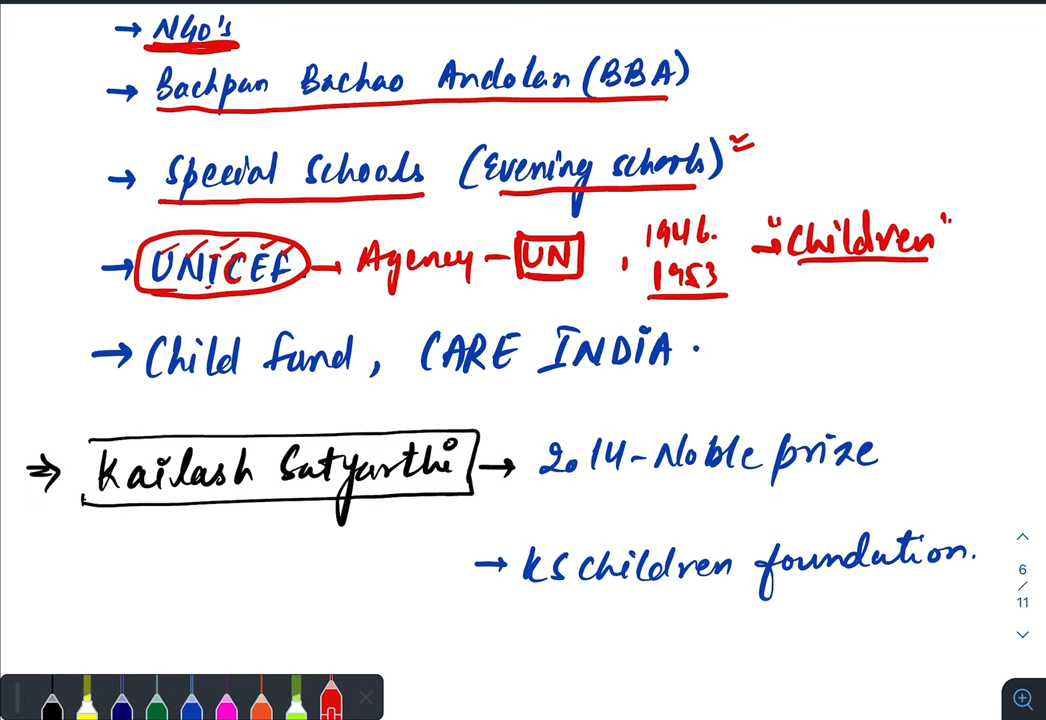 → NGO's
→ Bachpan Bachao Andolan (BBA)
→ Special Schools (Evening schools)
→ UNICEF → Agency - UN , 1946. 1953 → "Children"
→ Child fund, CARE INDIA.
⇒ Kailash Satyarthi → 2014 - Noble prize
→ KS children foundation.
6
/
11